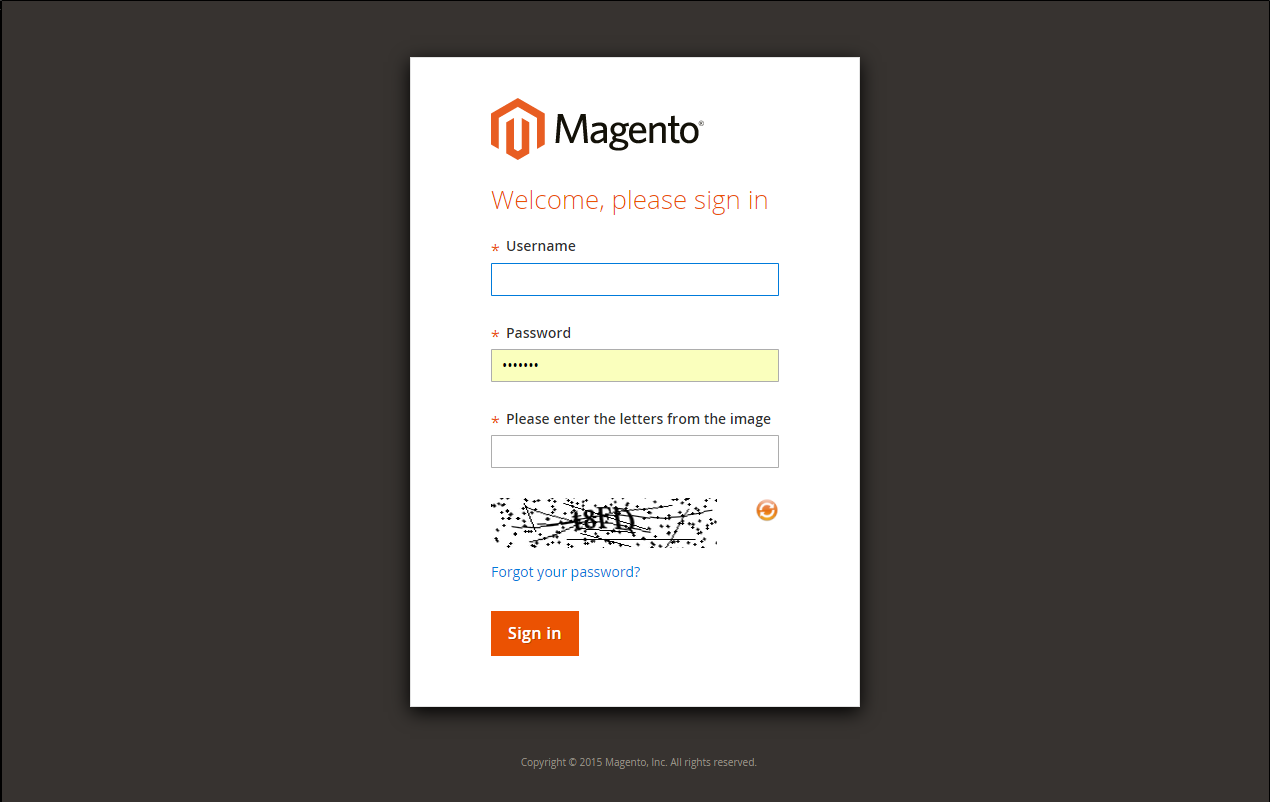 Magento®
Welcome, please sign in
* Username
* Password
•••••••
* Please enter the letters from the image
Forgot your password?
Sign in
Copyright © 2015 Magento, Inc. All rights reserved.